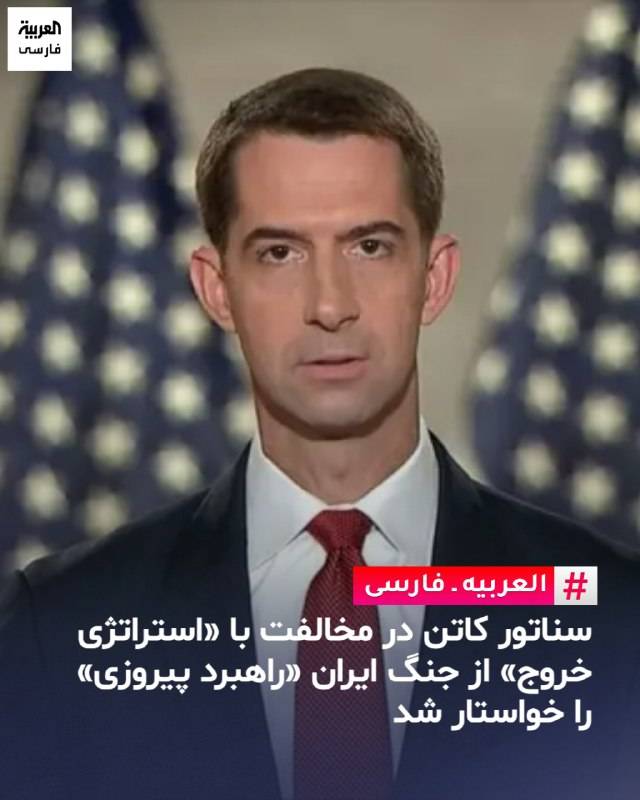 العربية
فارسی
# العربیه ـ فارسی
سناتور کاتن در مخالفت با «استراتژی
خروج» از جنگ ایران «راهبرد پیروزی»
را خواستار شد